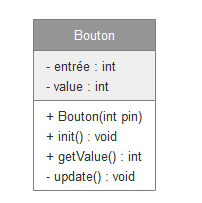 Bouton
- entrée : int
- value : int
+ Bouton(int pin)
+ init() : void
+ getValue() : int
- update() : void